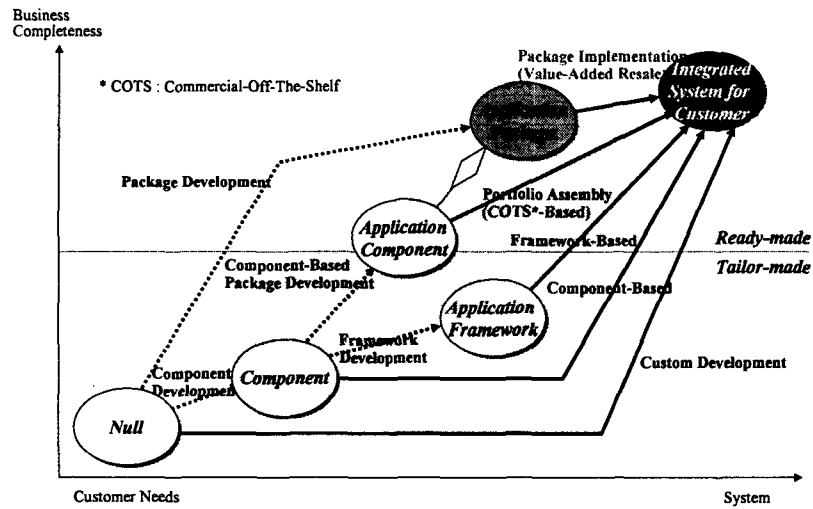 Business
Completeness
* COTS : Commercial-Off-The-Shelf
Package Implementation
(Value-Added Resale)
Integrated
System for
Customer
Package Development
Portfolio Assembly
(COTS*-Based)
Application
Component
Framework-Based
Ready-made
Tailor-made
Component-Based
Package Development
Component-Based
Application
Framework
Framework
Development
Custom Development
Component
Development
Component
Null
Customer Needs
System